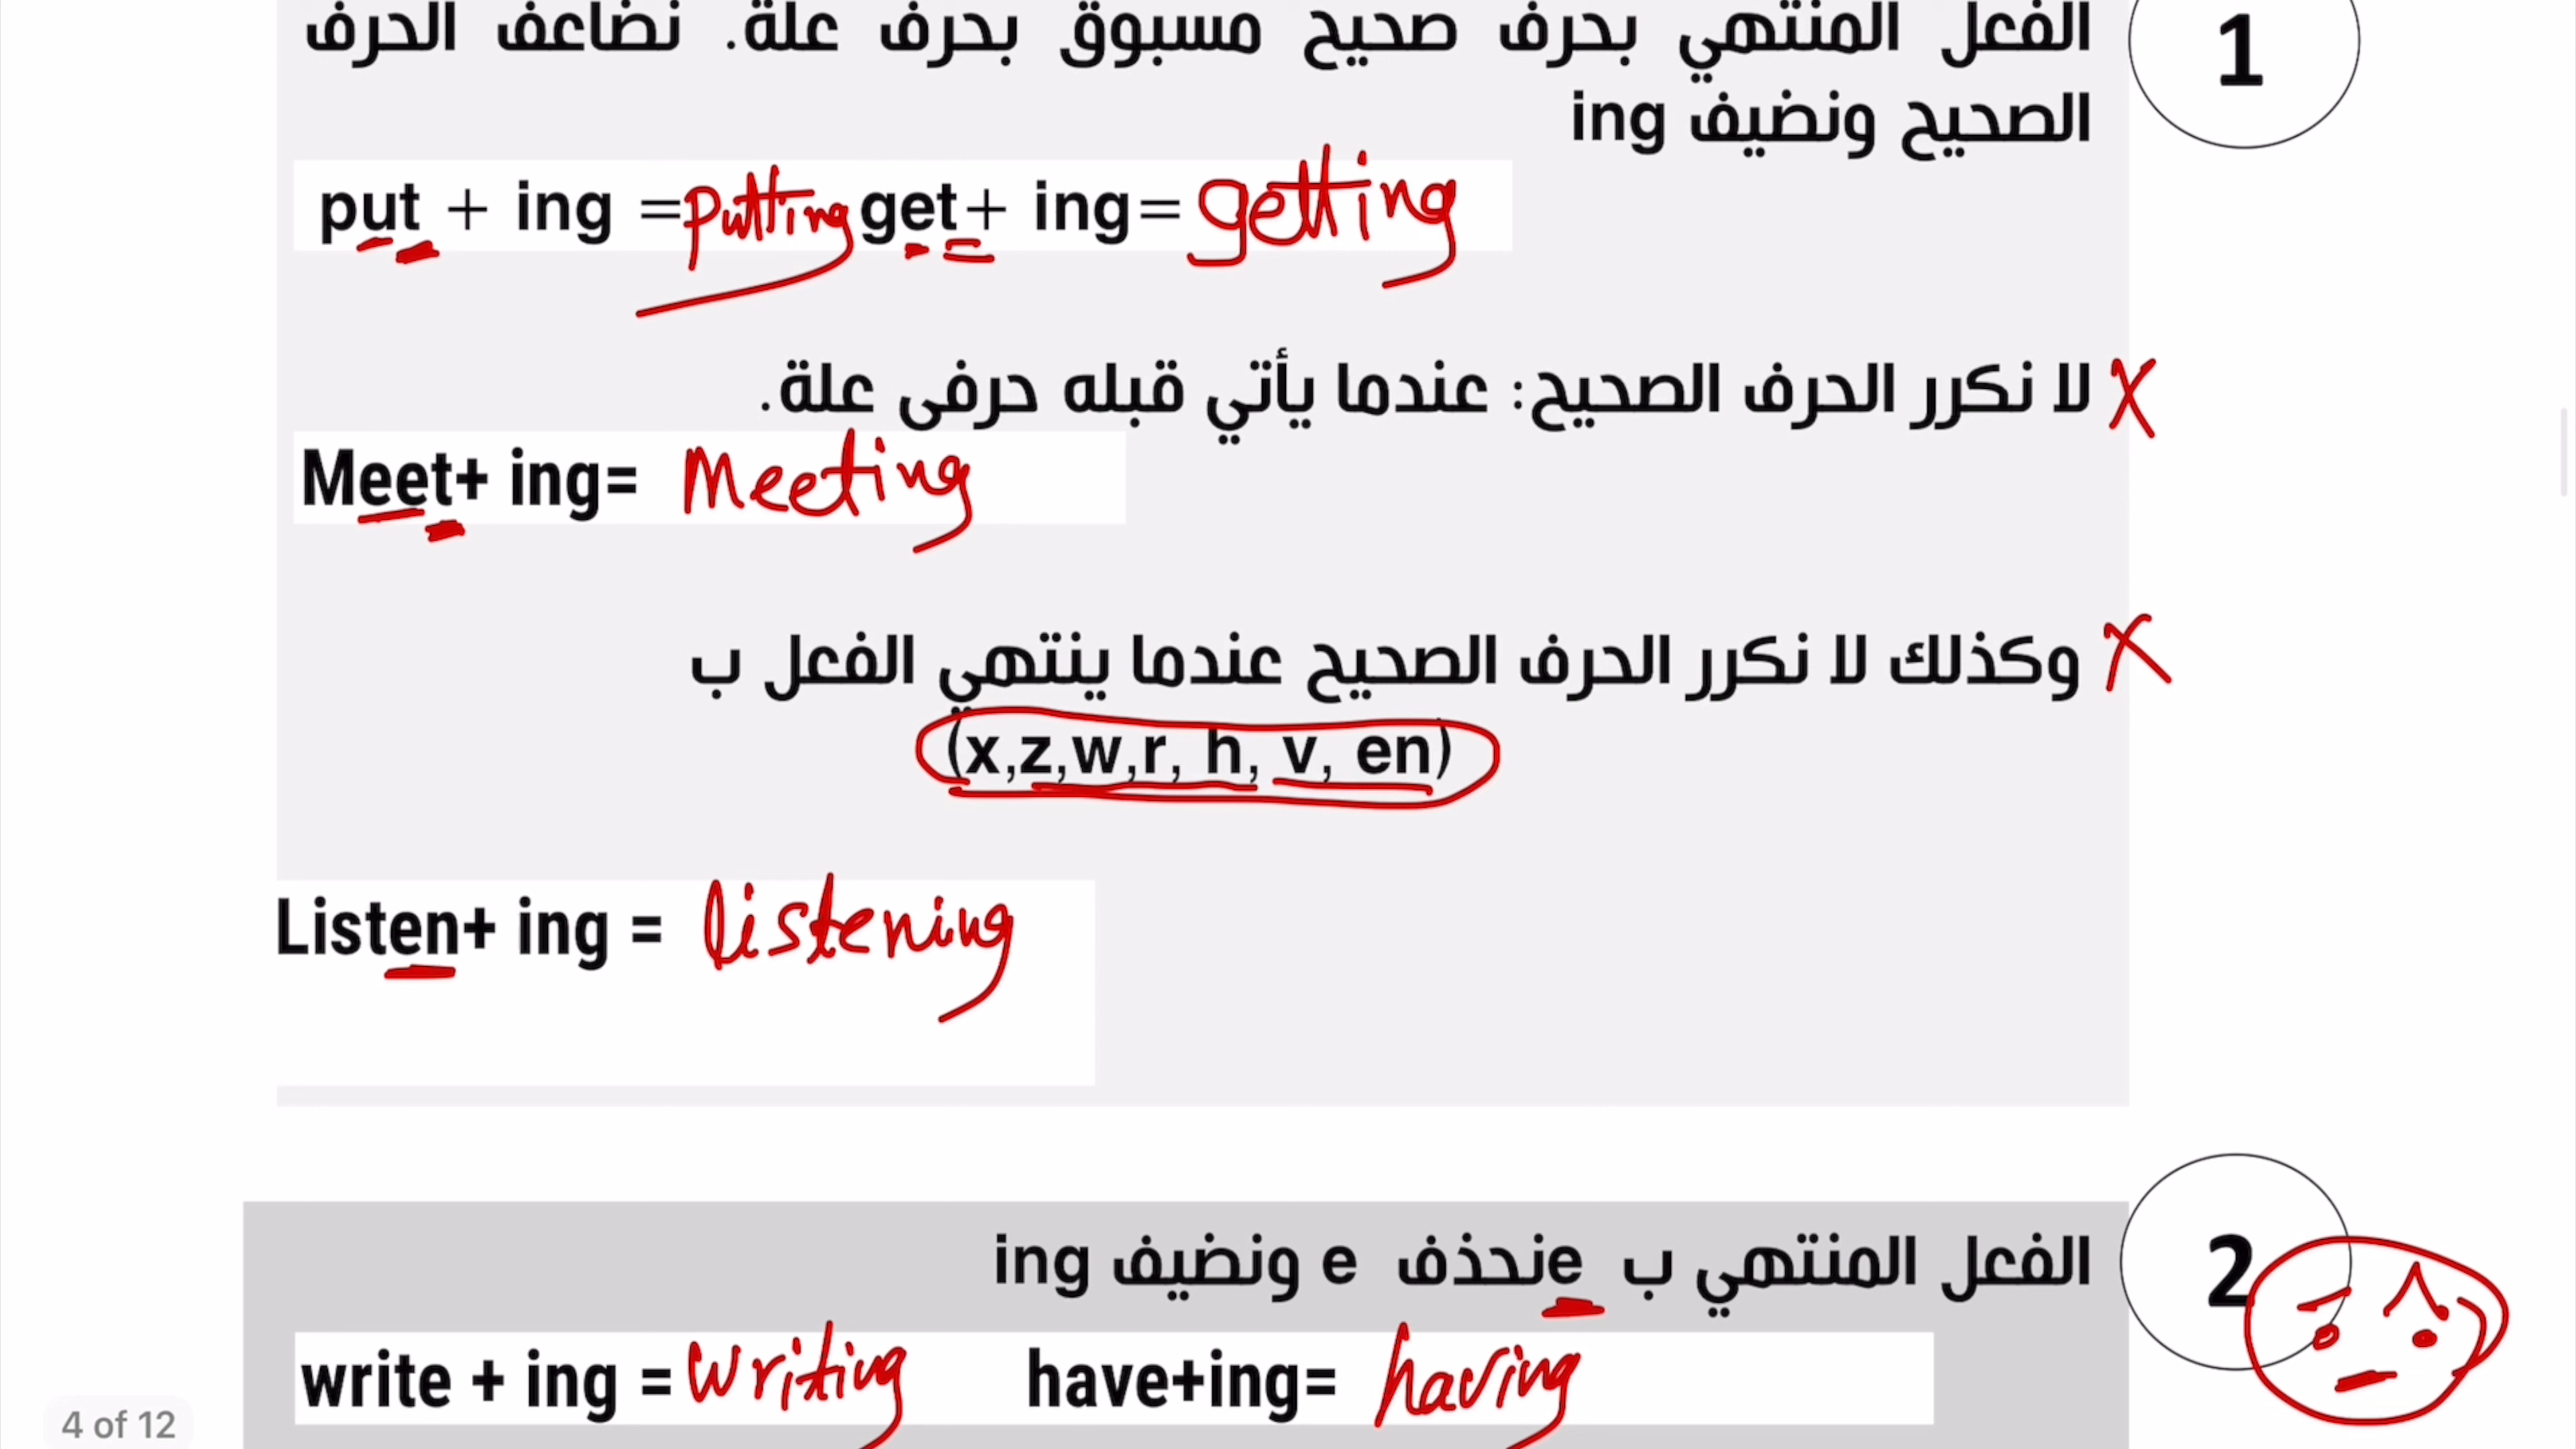 الفعل المنتهي بحرف صحيح مسبوق بحرف علة. نضاعف الحرف
1
الصحيح ونضيف ing
put + ing =putting get+ ing= getting
لا نكرر الحرف الصحيح: عندما يأتي قبله حرفى علة.
Meet+ ing= Meeting
وكذلك لا نكرر الحرف الصحيح عندما ينتهي الفعل ب
(x,z,w,r, h, v, en)
Listen+ ing = listening
2
الفعل المنتهي ب eنحذف e ونضيف ing
write + ing =writing have+ing= having
4 of 12